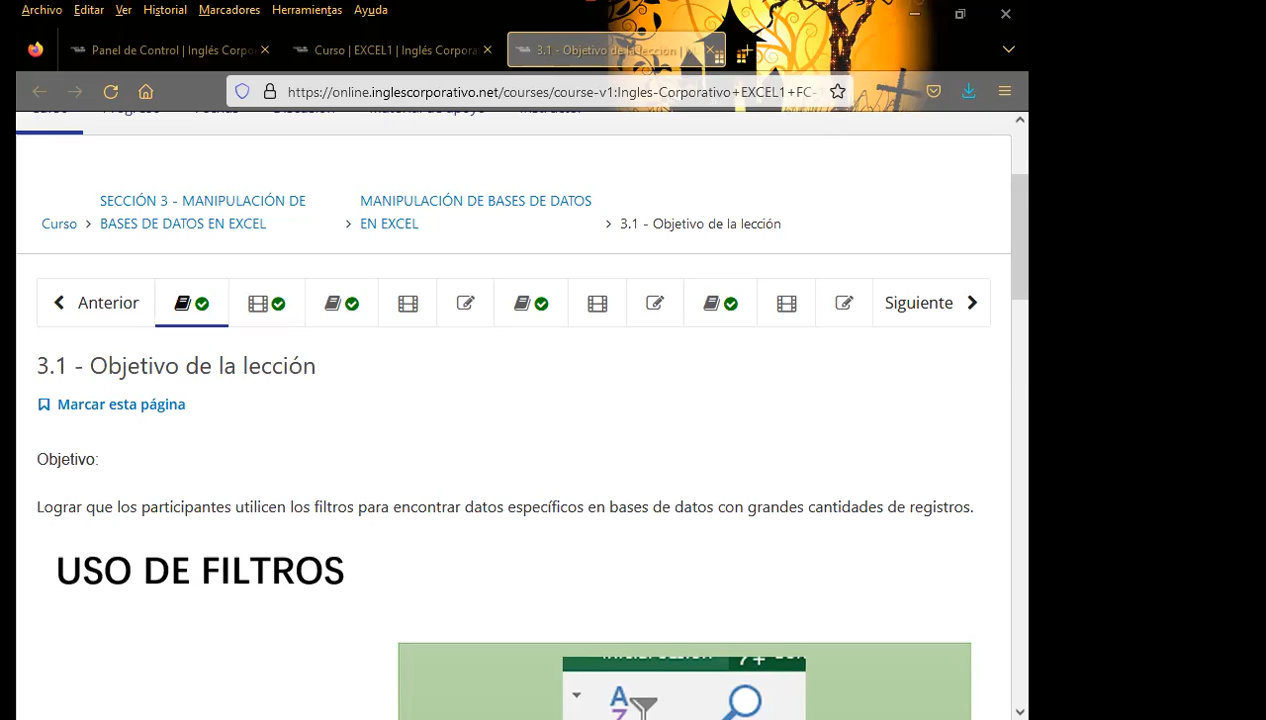 Archivo Editar Ver Historial Marcadores Herramientas Ayuda
Panel de Control | Inglés Corpo
Curso | EXCEL1 | Inglés Corpora
3.1 - Objetivo de la lección |
https://online.inglescorporativo.net/courses/course-v1:Ingles-Corporativo+EXCEL1+FC-
SECCIÓN 3 - MANIPULACIÓN DE
MANIPULACIÓN DE BASES DE DATOS
Curso > BASES DE DATOS EN EXCEL > EN EXCEL > 3.1 - Objetivo de la lección
Anterior
Siguiente
3.1 - Objetivo de la lección
Marcar esta página
Objetivo:
Lograr que los participantes utilicen los filtros para encontrar datos específicos en bases de datos con grandes cantidades de registros.
USO DE FILTROS
A
Z